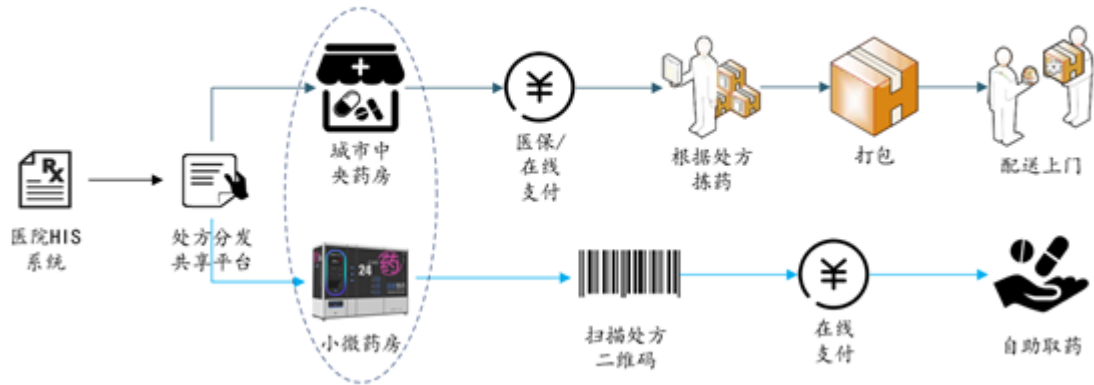 Rx
医院HIS
系统
处方分发
共享平台
城市中
央药房
¥
医保/
在线
支付
根据处方
拣药
打包
配送上门
24
药
小微药房
扫描处方
二维码
¥
在线
支付
自助取药